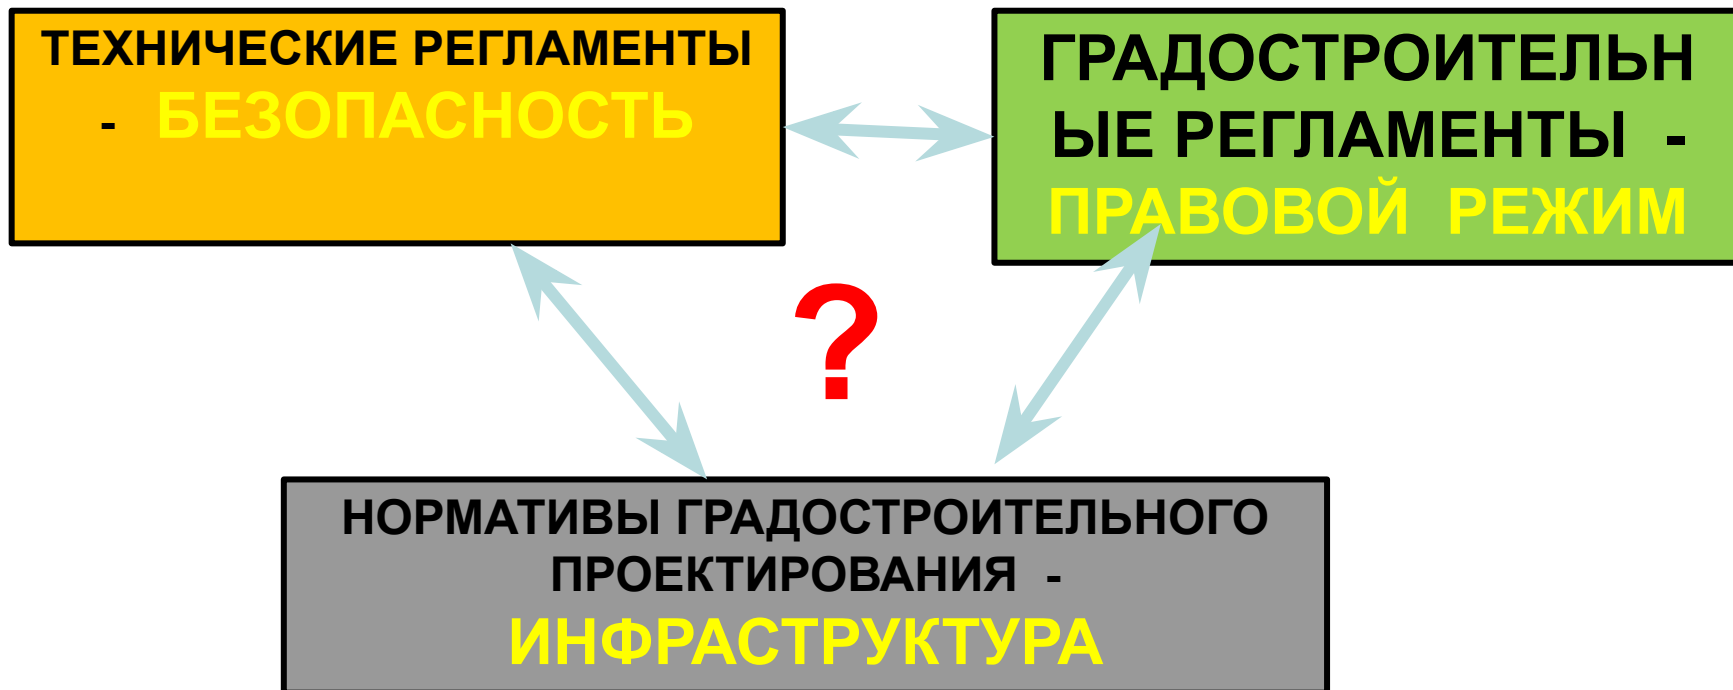 ТЕХНИЧЕСКИЕ РЕГЛАМЕНТЫ
- БЕЗОПАСНОСТЬ
ГРАДОСТРОИТЕЛЬН
ЫЕ РЕГЛАМЕНТЫ -
ПРАВОВОЙ РЕЖИМ
?
НОРМАТИВЫ ГРАДОСТРОИТЕЛЬНОГО
ПРОЕКТИРОВАНИЯ -
ИНФРАСТРУКТУРА